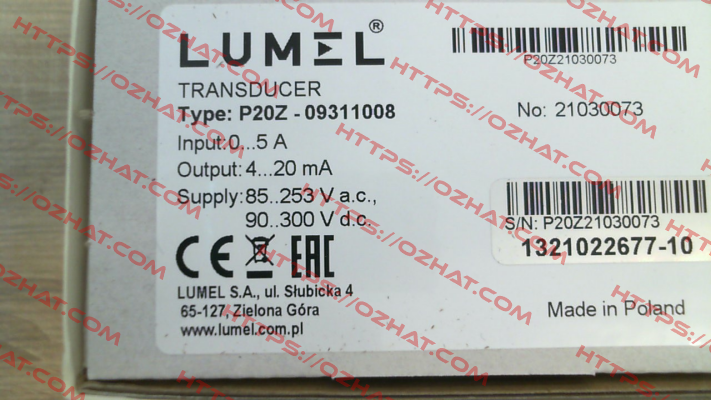 LUMEL®
P20Z21030073
TRANSDUCER
Type: P20Z - 09311008
No: 21030073
Input:0...5 A
Output:4...20 mA
Supply:85..253 V a.c.,
90..300 V d.c.
S/N: P20Z21030073
1321022677-10
CE EAC
LUMEL S.A., ul. Słubicka 4
65-127, Zielona Góra
www.lumel.com.pl
Made in Poland
HTTPS://OZHAT.COM